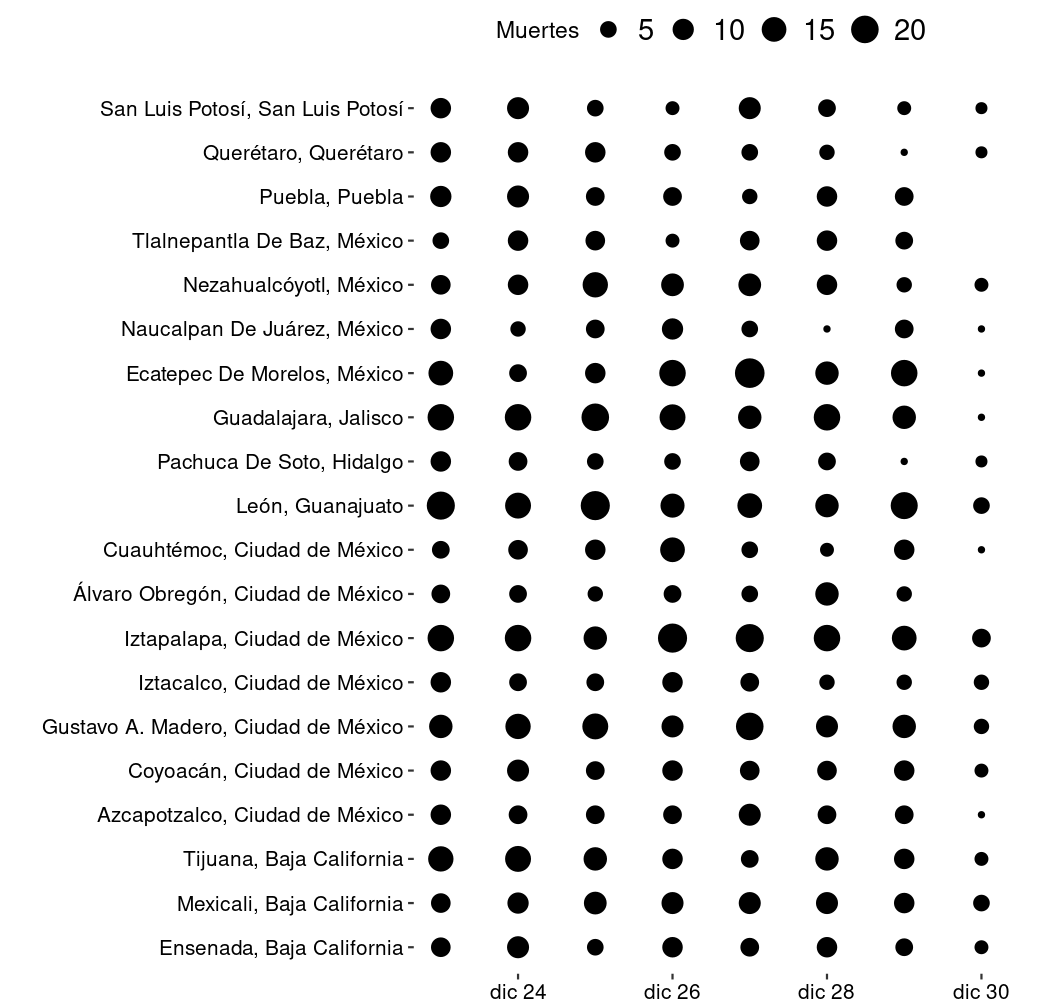 Muertes 5 10 15 20
San Luis Potosí, San Luis Potosí
Querétaro, Querétaro
Puebla, Puebla
Tlalnepantla De Baz, México
Nezahualcóyotl, México
Naucalpan De Juárez, México
Ecatepec De Morelos, México
Guadalajara, Jalisco
Pachuca De Soto, Hidalgo
León, Guanajuato
Cuauhtémoc, Ciudad de México
Álvaro Obregón, Ciudad de México
Iztapalapa, Ciudad de México
Iztacalco, Ciudad de México
Gustavo A. Madero, Ciudad de México
Coyoacán, Ciudad de México
Azcapotzalco, Ciudad de México
Tijuana, Baja California
Mexicali, Baja California
Ensenada, Baja California
dic 24 dic 26 dic 28 dic 30